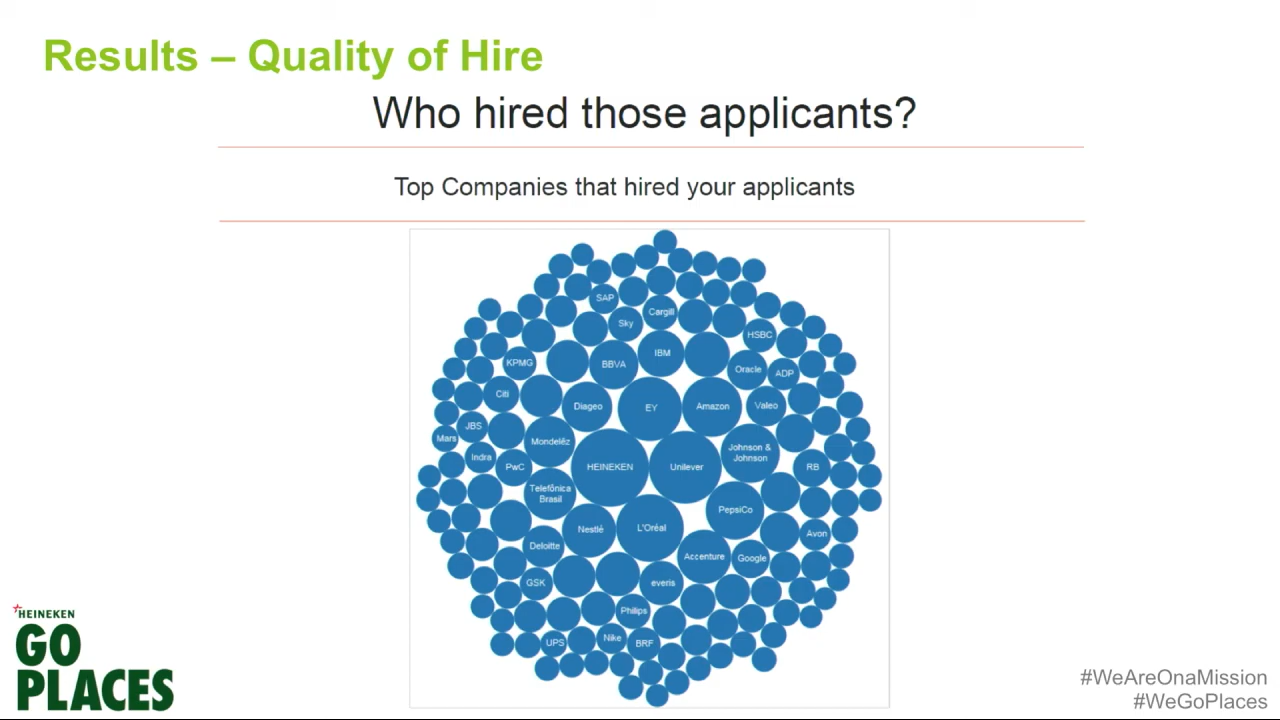 Results – Quality of Hire
Who hired those applicants?
Top Companies that hired your applicants
SAP
Sky
Cargill
HSBC
KPMG
BBVA
IBM
Oracle
ADP
Citi
Diageo
EY
Amazon
Valeo
JBS
Mars
Mondelēz
Johnson &
Johnson
Indra
PwC
HEINEKEN
Unilever
RB
Telefônica
Brasil
PepsiCo
Nestlé
L'Oréal
Avon
Deloitte
Accenture
Google
GSK
everis
Philips
UPS
Nike
BRF
HEINEKEN
GO
PLACES
#WeAreOnaMission
#WeGoPlaces